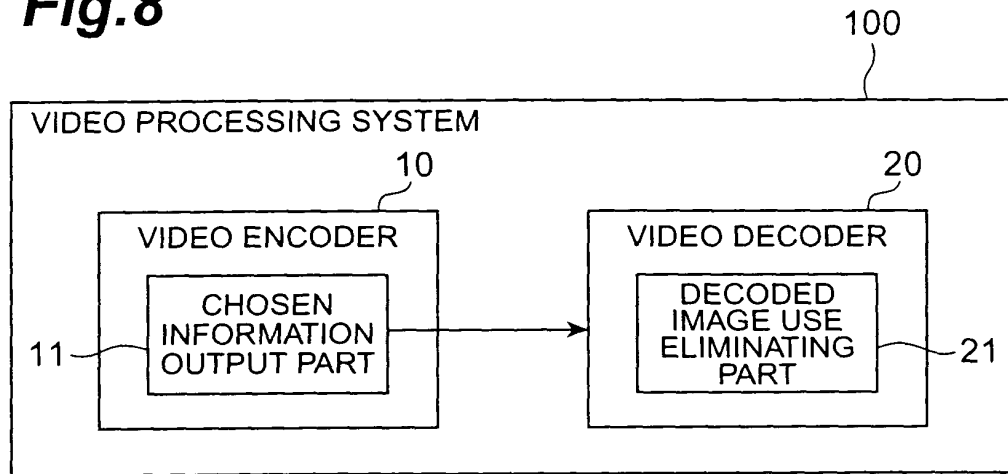 Fig.8
100
VIDEO PROCESSING SYSTEM
10
20
VIDEO ENCODER
VIDEO DECODER
CHOSEN
INFORMATION
OUTPUT PART
11
DECODED
IMAGE USE
ELIMINATING
PART
21